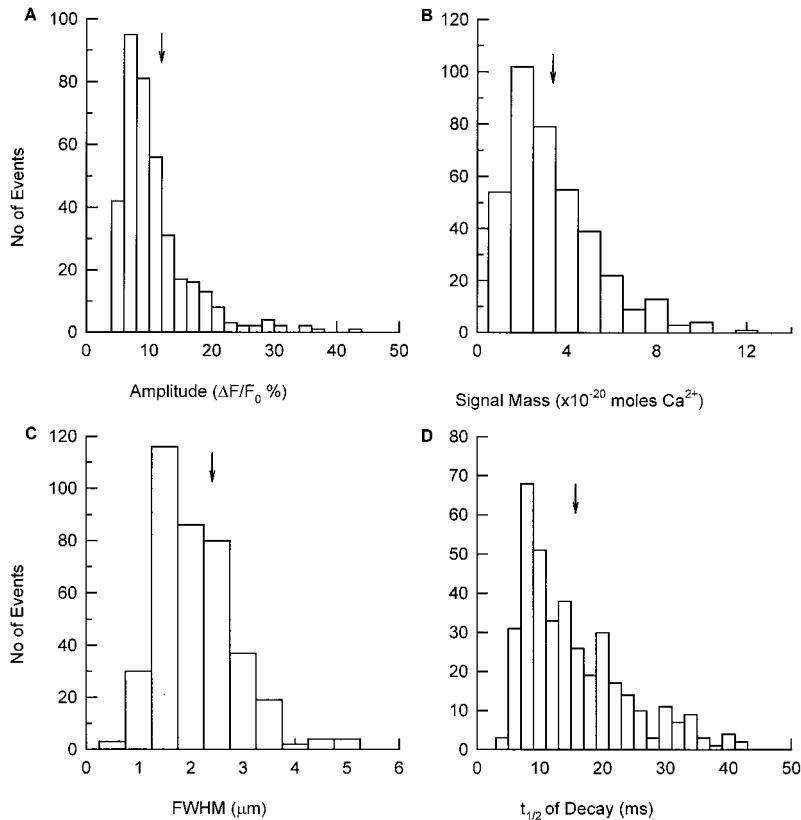 A
100
80
60
40
20
0
No of Events
0 10 20 30 40 50
Amplitude (ΔF/F₀ %)
B
120
100
80
60
40
20
0
0 4 8 12
Signal Mass (x10⁻²⁰ moles Ca²⁺)
C
120
100
80
60
40
20
0
No of Events
0 1 2 3 4 5 6
FWHM (μm)
D
80
70
60
50
40
30
20
10
0
0 10 20 30 40 50
t₁/₂ of Decay (ms)